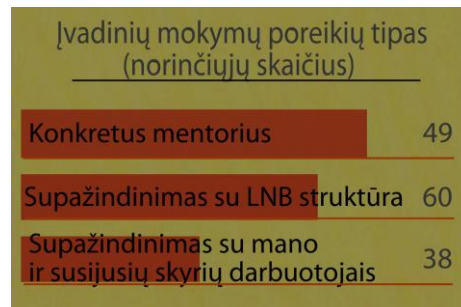 Įvadinių mokymų poreikių tipas
(norinčiųjų skaičius)
Konkretus mentorius 49
Supažindinimas su LNB struktūra 60
Supažindinimas su mano
ir susijusių skyrių darbuotojais 38